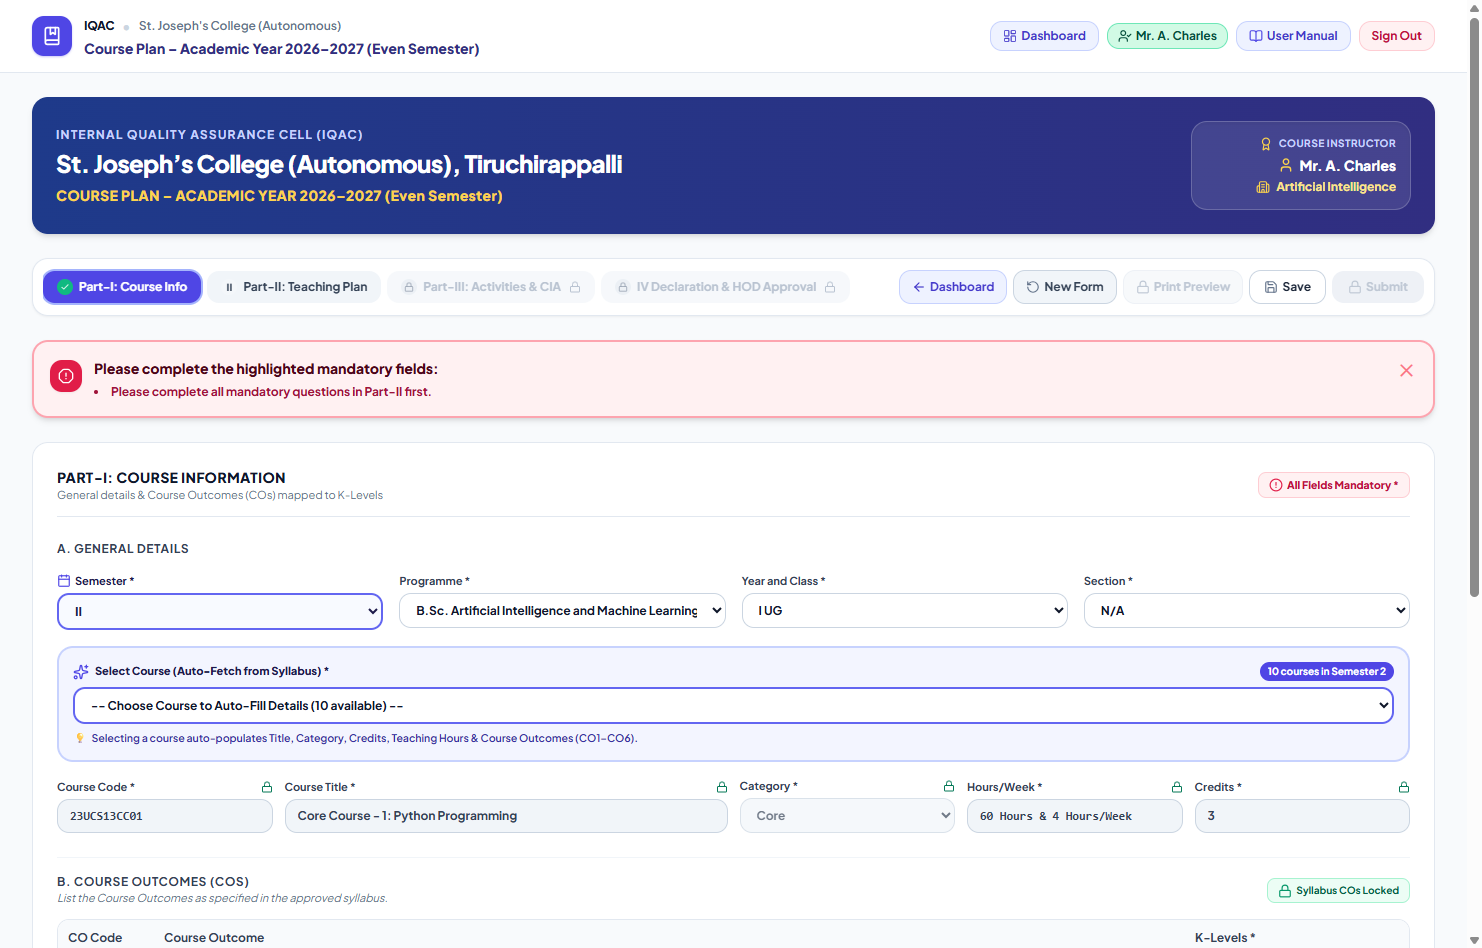 IQAC • St. Joseph's College (Autonomous)
Course Plan – Academic Year 2026–2027 (Even Semester)
Dashboard
Mr. A. Charles
User Manual
Sign Out
INTERNAL QUALITY ASSURANCE CELL (IQAC)
St. Joseph's College (Autonomous), Tiruchirappalli
COURSE PLAN – ACADEMIC YEAR 2026–2027 (Even Semester)
COURSE INSTRUCTOR
Mr. A. Charles
Artificial Intelligence
Part-I: Course Info
II Part-II: Teaching Plan
Part-III: Activities & CIA
IV Declaration & HOD Approval
← Dashboard
New Form
Print Preview
Save
Submit
Please complete the highlighted mandatory fields:
• Please complete all mandatory questions in Part-II first.
PART-I: COURSE INFORMATION
General details & Course Outcomes (COs) mapped to K-Levels
All Fields Mandatory *
A. GENERAL DETAILS
Semester *
Programme *
Year and Class *
Section *
II
B.Sc. Artificial Intelligence and Machine Learning
I UG
N/A
Select Course (Auto-Fetch from Syllabus) *
10 courses in Semester 2
-- Choose Course to Auto-Fill Details (10 available) --
Selecting a course auto-populates Title, Category, Credits, Teaching Hours & Course Outcomes (CO1-CO6).
Course Code *
Course Title *
Category *
Hours/Week *
Credits *
23UCS13CC01
Core Course - 1: Python Programming
Core
60 Hours & 4 Hours/Week
3
B. COURSE OUTCOMES (COS)
List the Course Outcomes as specified in the approved syllabus.
Syllabus COs Locked
CO Code
Course Outcome
K-Levels *